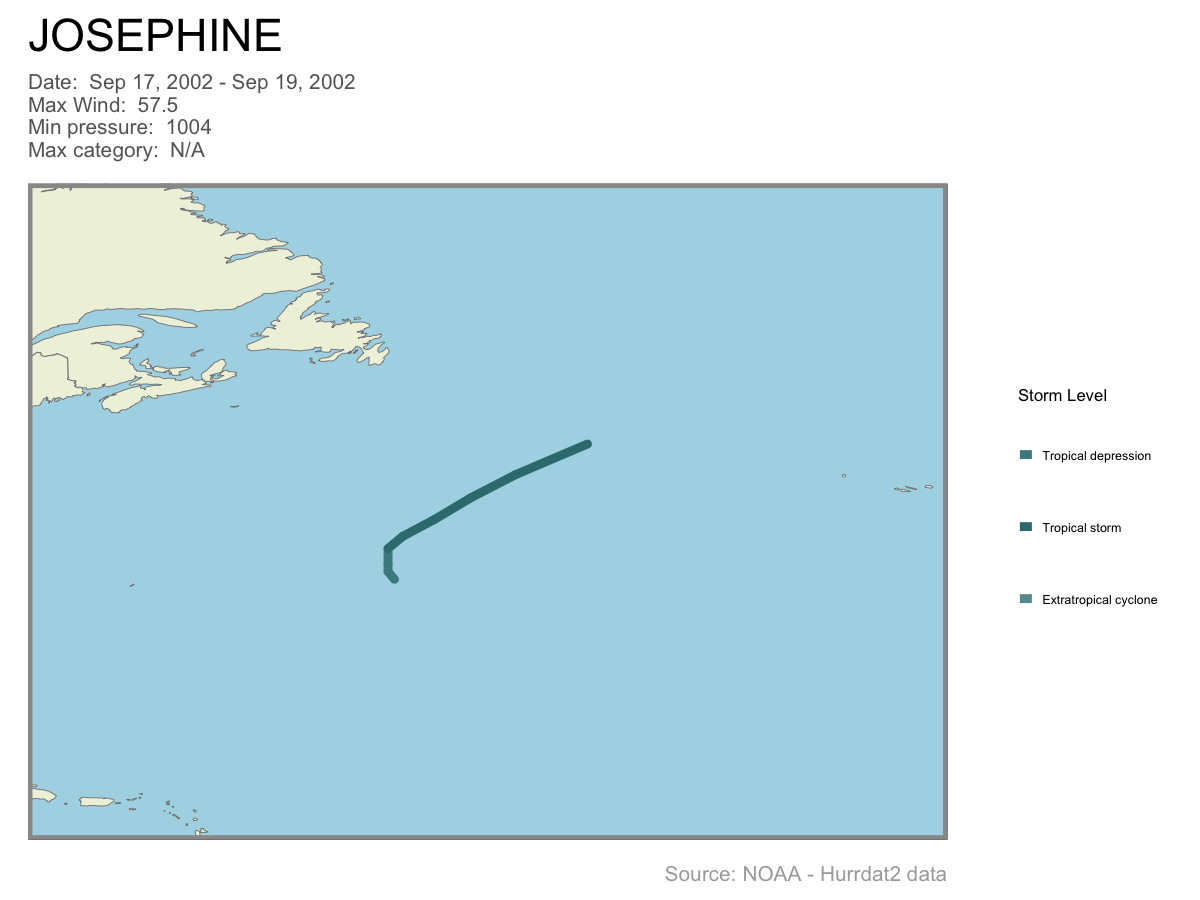 JOSEPHINE
Date:  Sep 17, 2002 - Sep 19, 2002
Max Wind:  57.5
Min pressure:  1004
Max category:  N/A
Storm Level
Tropical depression
Tropical storm
Extratropical cyclone
Source: NOAA - Hurrdat2 data